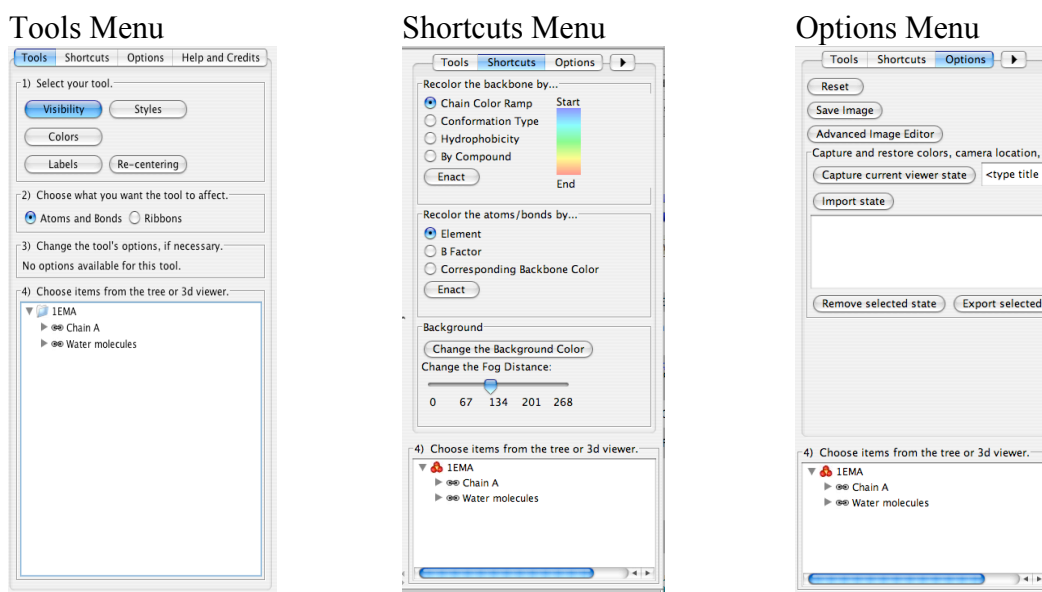 Tools Menu
Tools Shortcuts Options Help and Credits
1) Select your tool.
Visibility Styles
Colors
Labels Re-centering
2) Choose what you want the tool to affect.
Atoms and Bonds Ribbons
3) Change the tool's options, if necessary.
No options available for this tool.
4) Choose items from the tree or 3d viewer.
1EMA
Chain A
Water molecules
Shortcuts Menu
Tools Shortcuts Options
Recolor the backbone by...
Chain Color Ramp Start
Conformation Type
Hydrophobicity
By Compound
Enact
End
Recolor the atoms/bonds by...
Element
B Factor
Corresponding Backbone Color
Enact
Background
Change the Background Color
Change the Fog Distance:
0 67 134 201 268
4) Choose items from the tree or 3d viewer.
1EMA
Chain A
Water molecules
Options Menu
Tools Shortcuts Options
Reset
Save Image
Advanced Image Editor
Capture and restore colors, camera location,
Capture current viewer state <type title
Import state
Remove selected state Export selected
4) Choose items from the tree or 3d viewer.
1EMA
Chain A
Water molecules